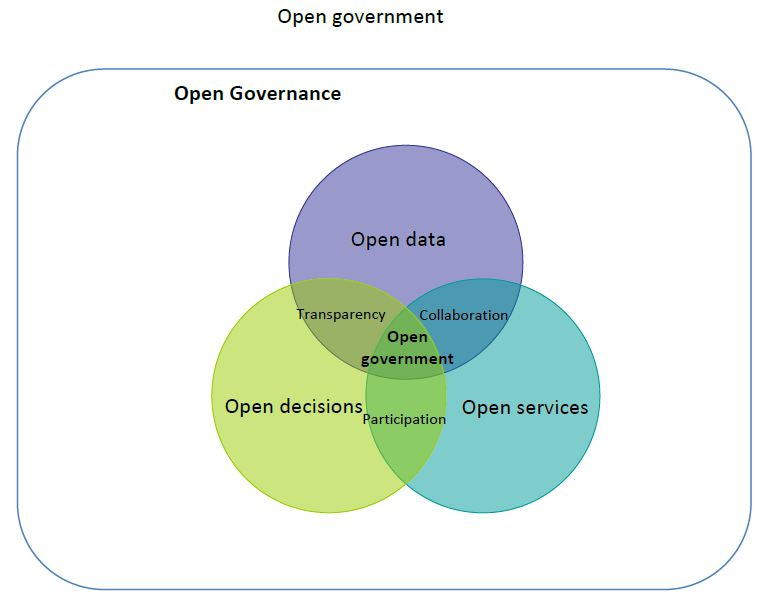 Open government
Open Governance
Open data
Transparency
Collaboration
Open
government
Open decisions
Open services
Participation